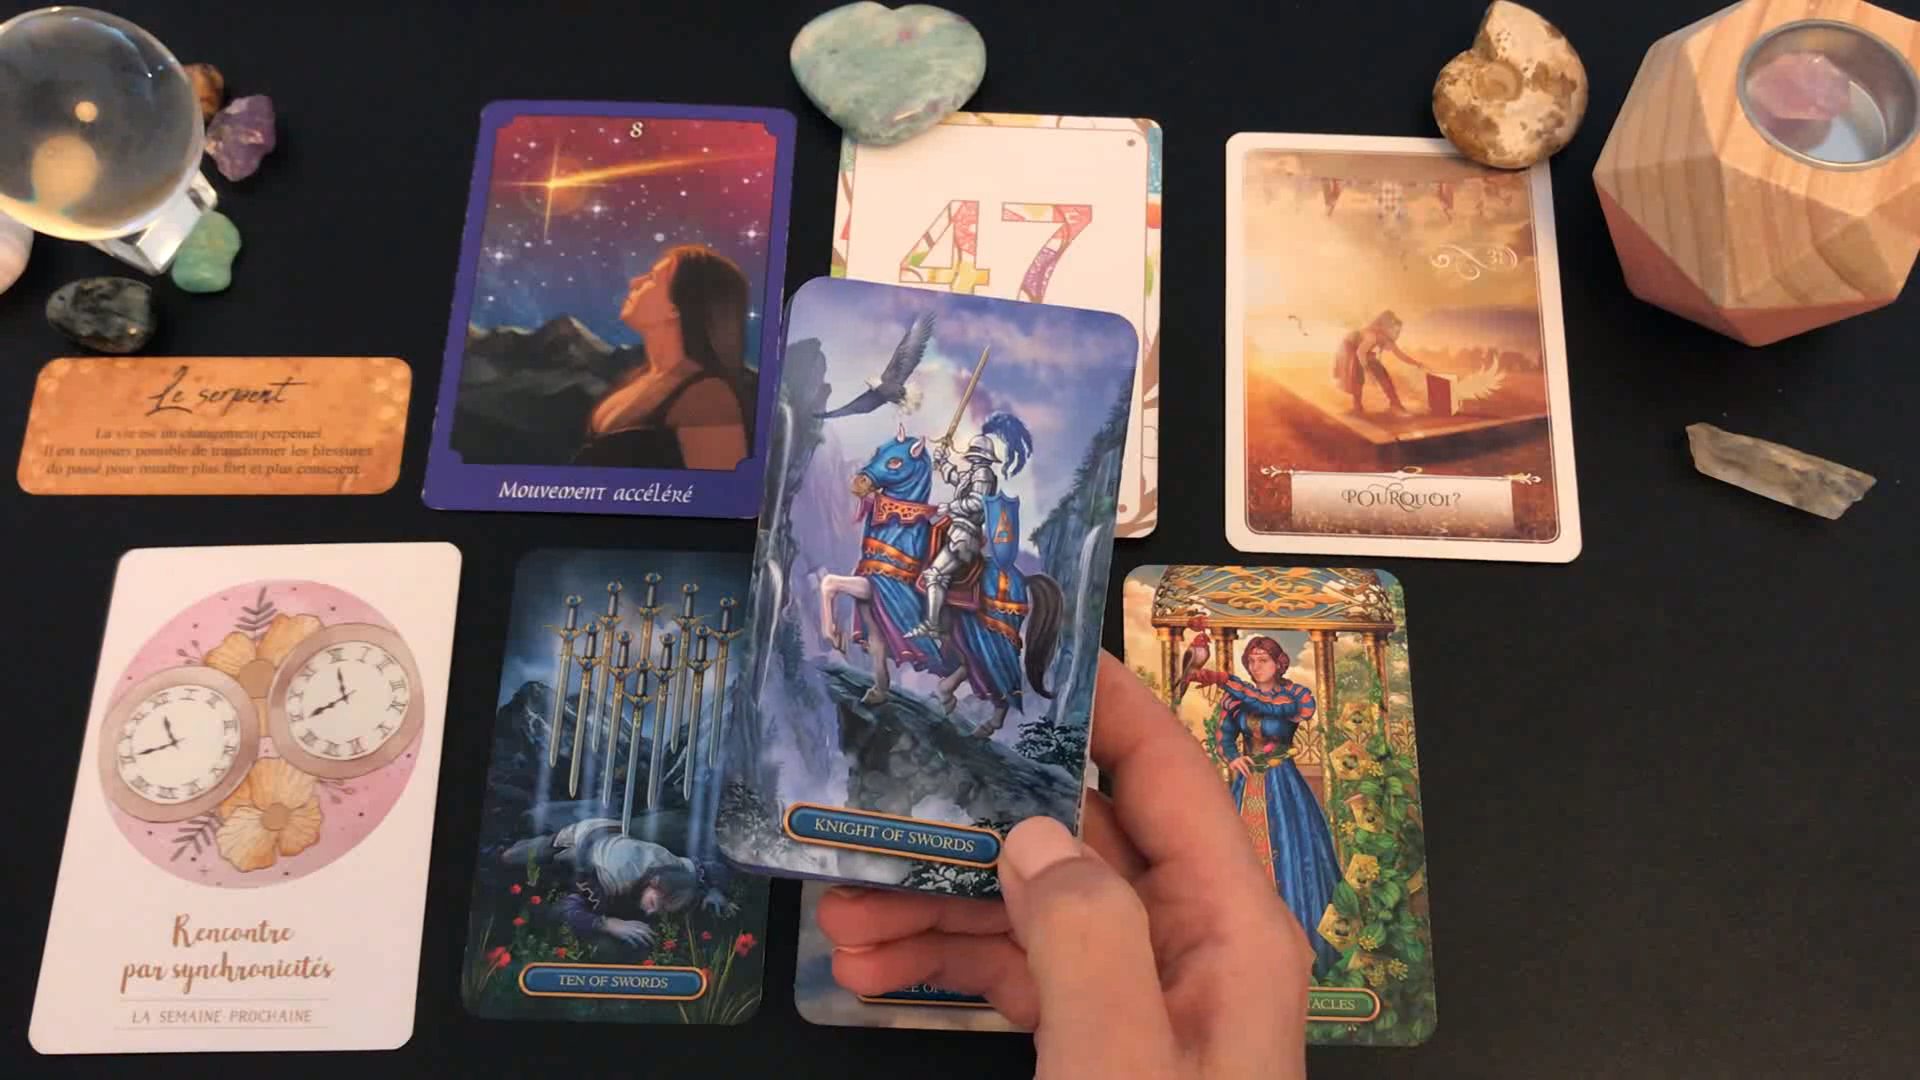 8
Mouvement accéléré
47
31
POURQUOI?
Le serpent
La vie est un changement perpétuel.
Il est toujours possible de transformer les blessures
du passé pour renaître plus fort et plus conscient.
KNIGHT OF SWORDS
Rencontre
par synchronicités
LA SEMAINE PROCHAINE
TEN OF SWORDS
OF
TACLES